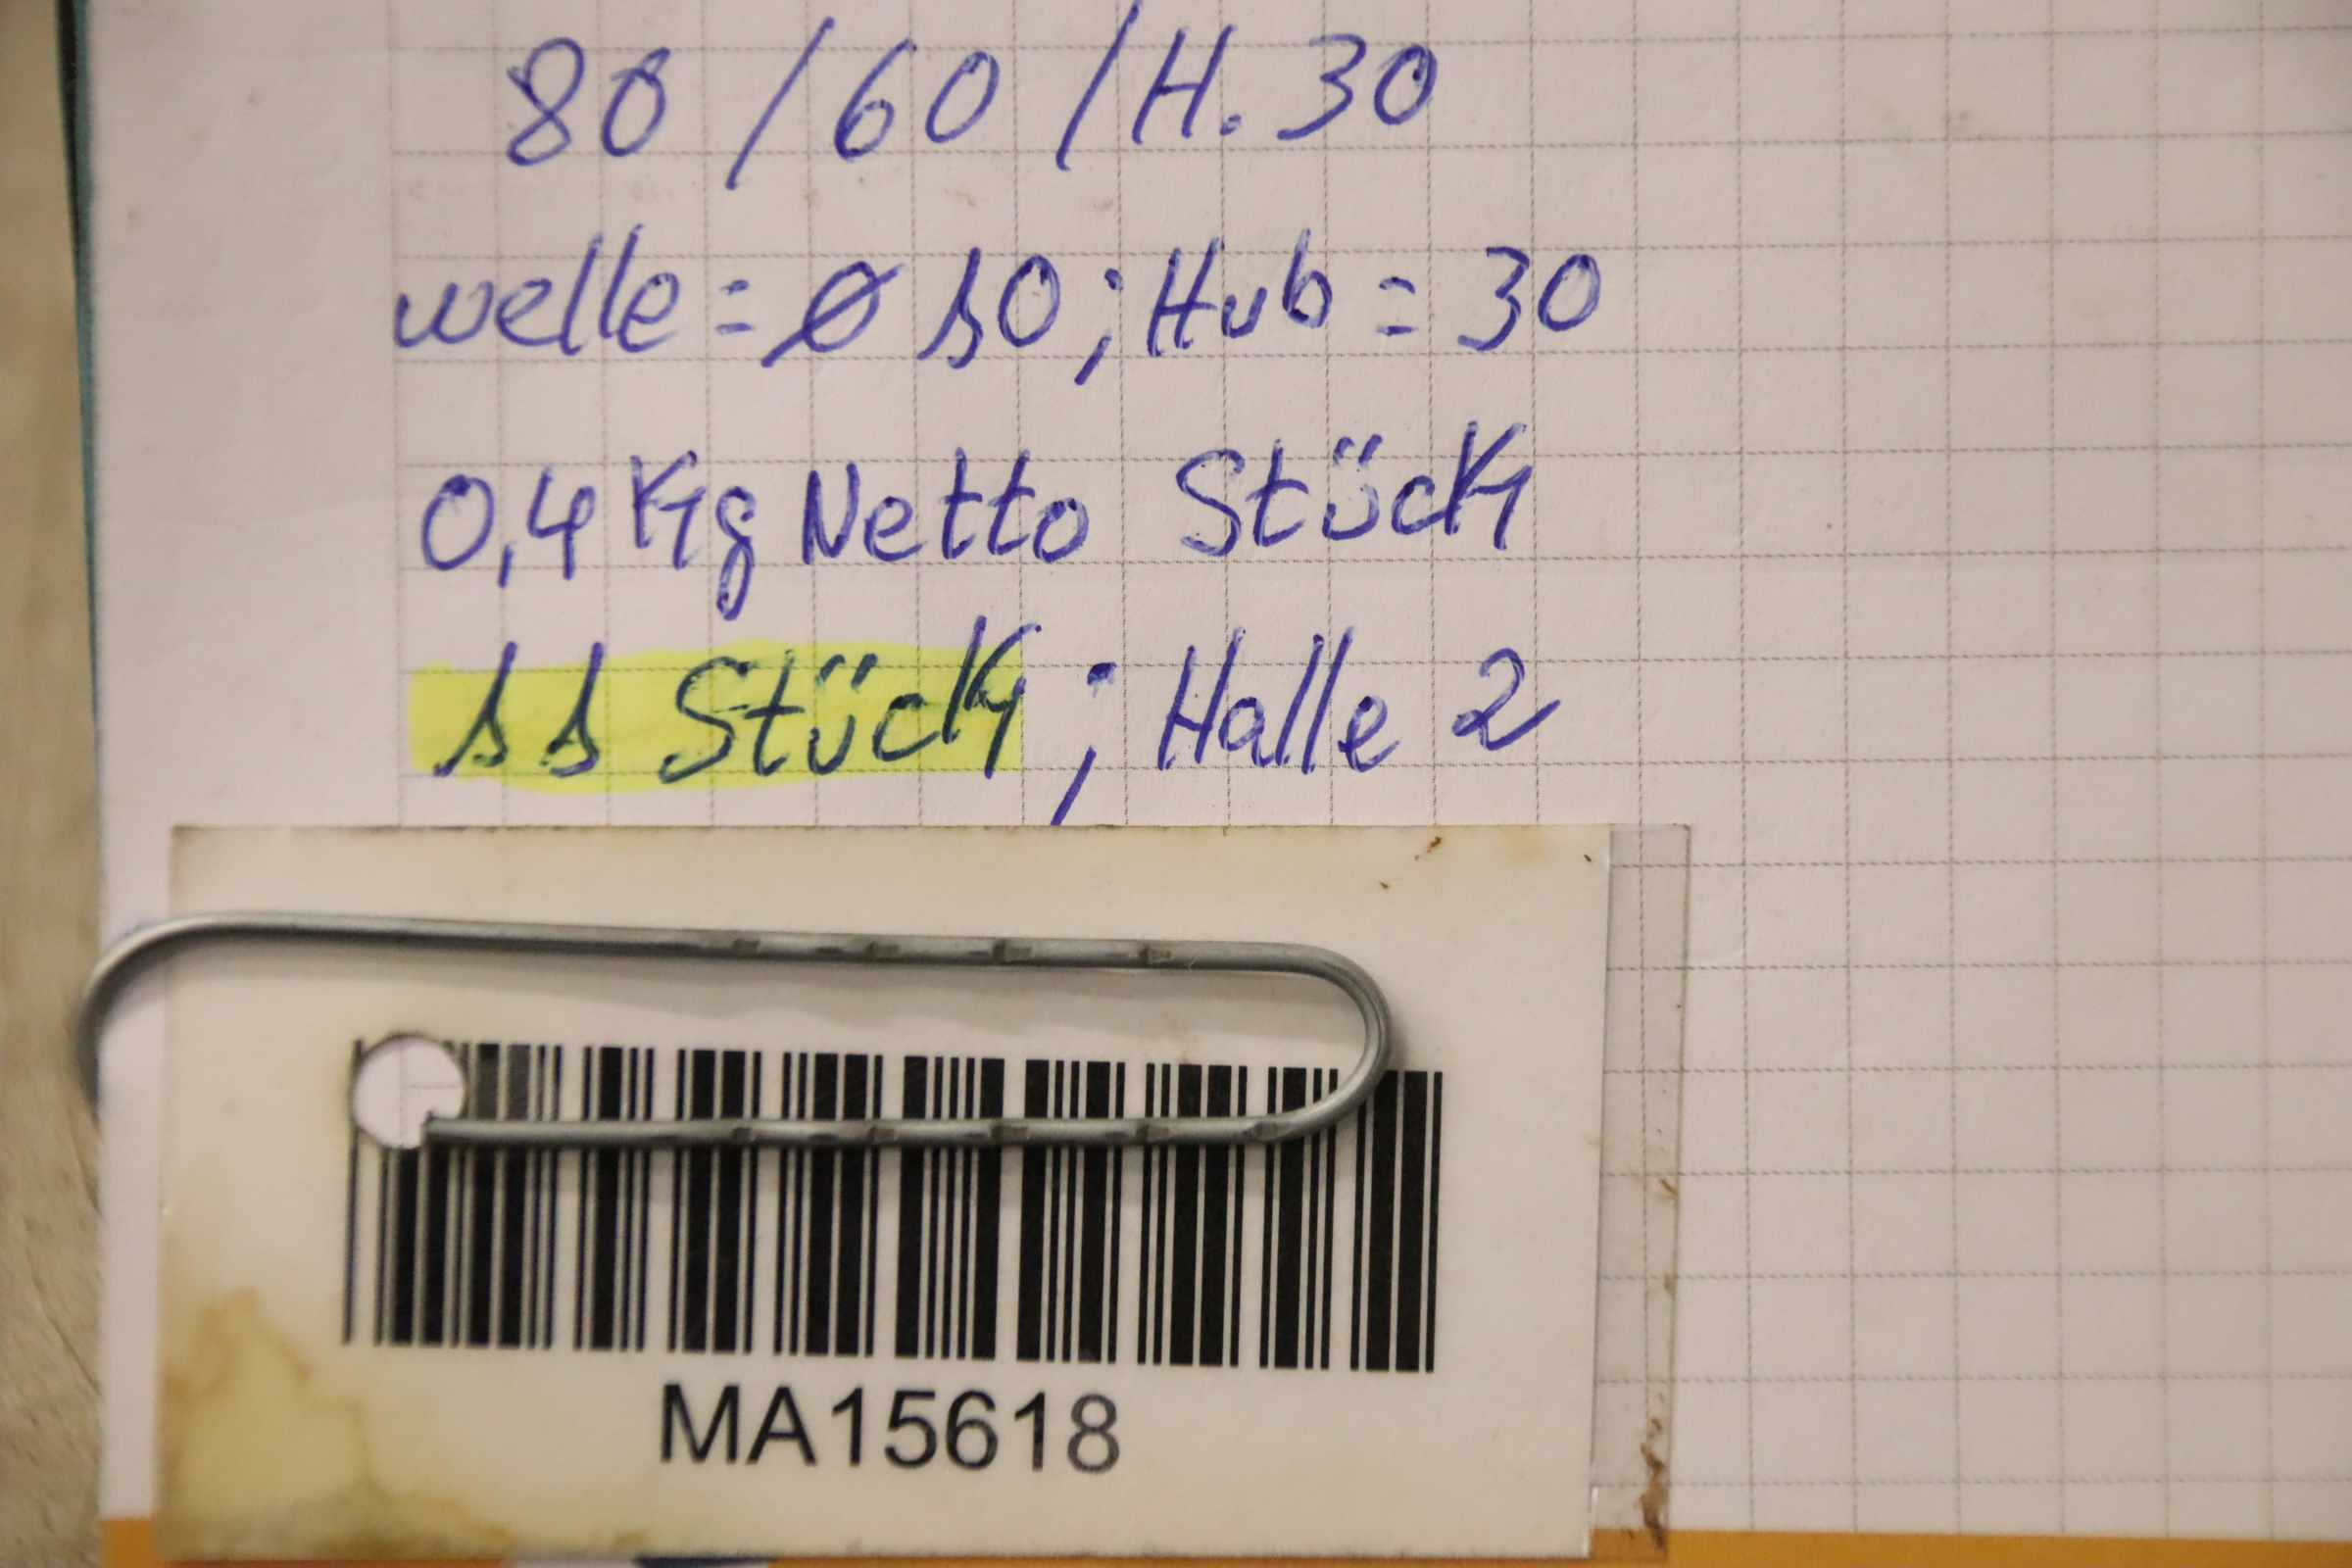 80 / 60 / H. 30
welle = Ø 10 ; Hub = 30
0,4 Kg Netto Stück
11 Stück ; Halle 2
MA15618